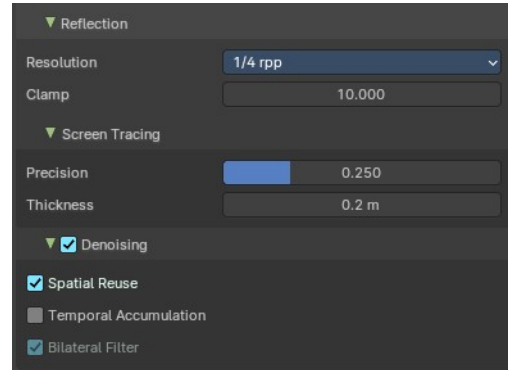 Reflection
Resolution 1/4 rpp
Clamp 10.000
Screen Tracing
Precision 0.250
Thickness 0.2 m
Denoising
Spatial Reuse
Temporal Accumulation
Bilateral Filter